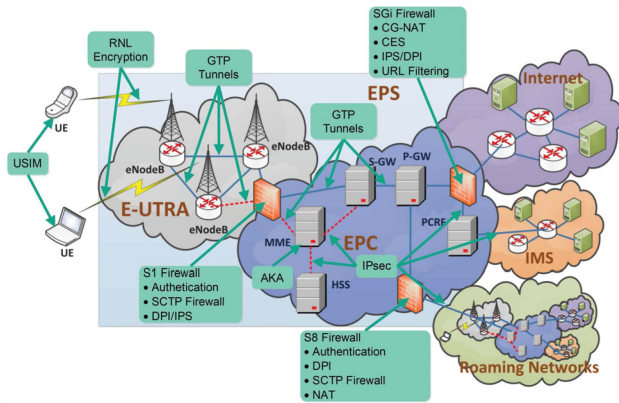 RNL
Encryption
GTP
Tunnels
SGi Firewall
• CG-NAT
• CES
• IPS/DPI
• URL Filtering
Internet
EPS
UE
GTP
Tunnels
eNodeB
USIM
eNodeB
S-GW
P-GW
E-UTRA
eNodeB
UE
MME
EPC
PCRF
IMS
S1 Firewall
• Authetication
• SCTP Firewall
• DPI/IPS
AKA
IPsec
HSS
S8 Firewall
• Authentication
• DPI
• SCTP Firewall
• NAT
Roaming Networks